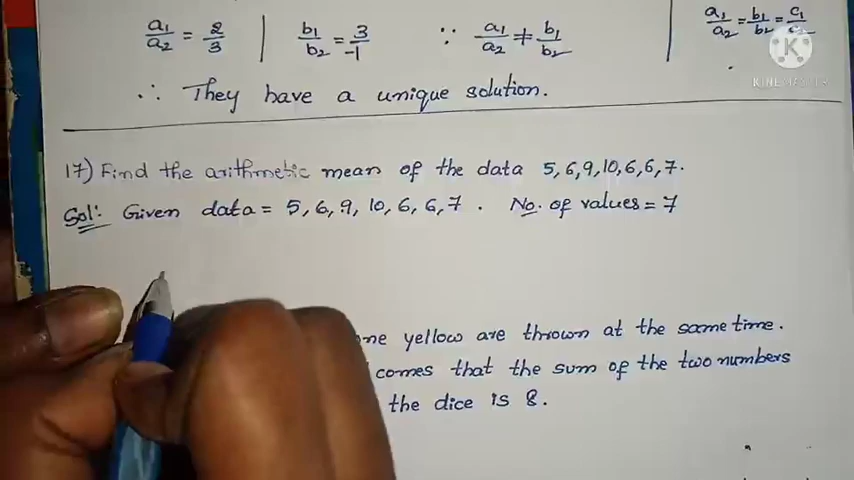 a₁/a₂ = 2/3 | b₁/b₂ = 3/-1 ∵ a₁/a₂ ≠ b₁/b₂ | a₁/a₂ = b₁/b₂ = c₁/
∴ They have a unique solution.
KINEMASTER
17) Find the arithmetic mean of the data 5, 6, 9, 10, 6, 6, 7.
Sol: Given data = 5, 6, 9, 10, 6, 6, 7. No. of values = 7
one yellow are thrown at the same time.
comes that the sum of the two numbers
the dice is 8.